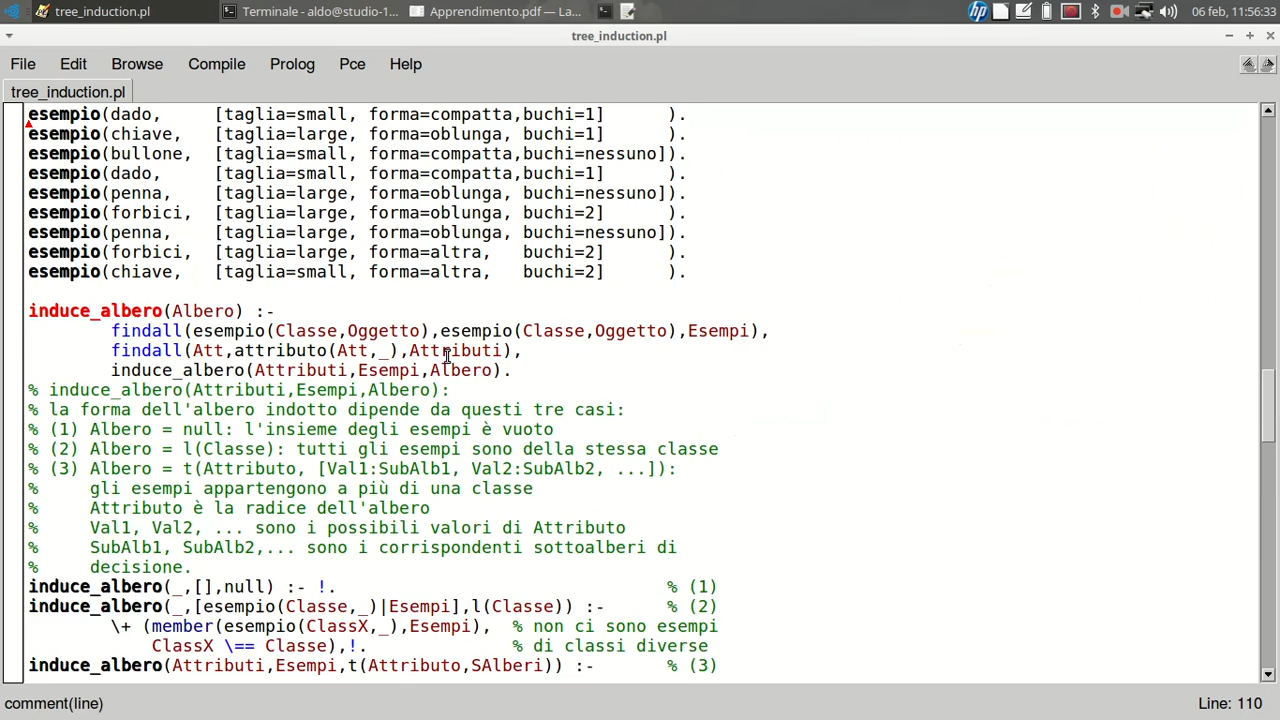 tree_induction.pl
Terminale - aldo@studio-1...
Apprendimento.pdf — La...
06 feb, 11:56:33
tree_induction.pl
File Edit Browse Compile Prolog Pce Help
tree_induction.pl
esempio(dado,     [taglia=small, forma=compatta,buchi=1]      ).
esempio(chiave,   [taglia=large, forma=oblunga, buchi=1]      ).
esempio(bullone,  [taglia=small, forma=compatta,buchi=nessuno]).
esempio(dado,     [taglia=small, forma=compatta,buchi=1]      ).
esempio(penna,    [taglia=large, forma=oblunga, buchi=nessuno]).
esempio(forbici,  [taglia=large, forma=oblunga, buchi=2]      ).
esempio(penna,    [taglia=large, forma=oblunga, buchi=nessuno]).
esempio(forbici,  [taglia=large, forma=altra,   buchi=2]      ).
esempio(chiave,   [taglia=small, forma=altra,   buchi=2]      ).
induce_albero(Albero) :-
        findall(esempio(Classe,Oggetto),esempio(Classe,Oggetto),Esempi),
        findall(Att,attributo(Att,_),Attributi),
        induce_albero(Attributi,Esempi,Albero).
% induce_albero(Attributi,Esempi,Albero):
% la forma dell'albero indotto dipende da questi tre casi:
% (1) Albero = null: l'insieme degli esempi è vuoto
% (2) Albero = l(Classe): tutti gli esempi sono della stessa classe
% (3) Albero = t(Attributo, [Val1:SubAlb1, Val2:SubAlb2, ...]):
%     gli esempi appartengono a più di una classe
%     Attributo è la radice dell'albero
%     Val1, Val2, ... sono i possibili valori di Attributo
%     SubAlb1, SubAlb2,... sono i corrispondenti sottoalberi di
%     decisione.
induce_albero(_,[],null) :- !.                                % (1)
induce_albero(_,[esempio(Classe,_)|Esempi],l(Classe)) :-      % (2)
        \+ (member(esempio(ClassX,_),Esempi),  % non ci sono esempi
            ClassX \== Classe),!.              % di classi diverse
induce_albero(Attributi,Esempi,t(Attributo,SAlberi)) :-       % (3)
comment(line)
Line: 110